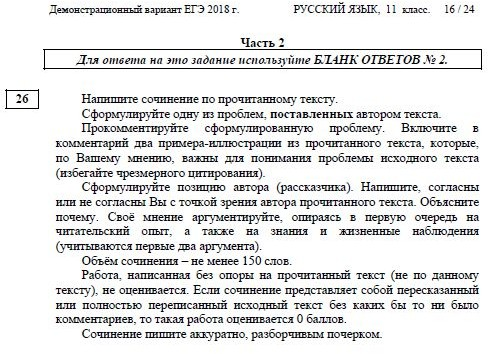 Демонстрационный вариант ЕГЭ 2018 г. РУССКИЙ ЯЗЫК, 11 класс. 16 / 24
Часть 2
Для ответа на это задание используйте БЛАНК ОТВЕТОВ № 2.
26 Напишите сочинение по прочитанному тексту.
Сформулируйте одну из проблем, поставленных автором текста.
Прокомментируйте сформулированную проблему. Включите в
комментарий два примера-иллюстрации из прочитанного текста, которые,
по Вашему мнению, важны для понимания проблемы исходного текста
(избегайте чрезмерного цитирования).
Сформулируйте позицию автора (рассказчика). Напишите, согласны
или не согласны Вы с точкой зрения автора прочитанного текста. Объясните
почему. Своё мнение аргументируйте, опираясь в первую очередь на
читательский опыт, а также на знания и жизненные наблюдения
(учитываются первые два аргумента).
Объём сочинения – не менее 150 слов.
Работа, написанная без опоры на прочитанный текст (не по данному
тексту), не оценивается. Если сочинение представляет собой пересказанный
или полностью переписанный исходный текст без каких бы то ни было
комментариев, то такая работа оценивается 0 баллов.
Сочинение пишите аккуратно, разборчивым почерком.